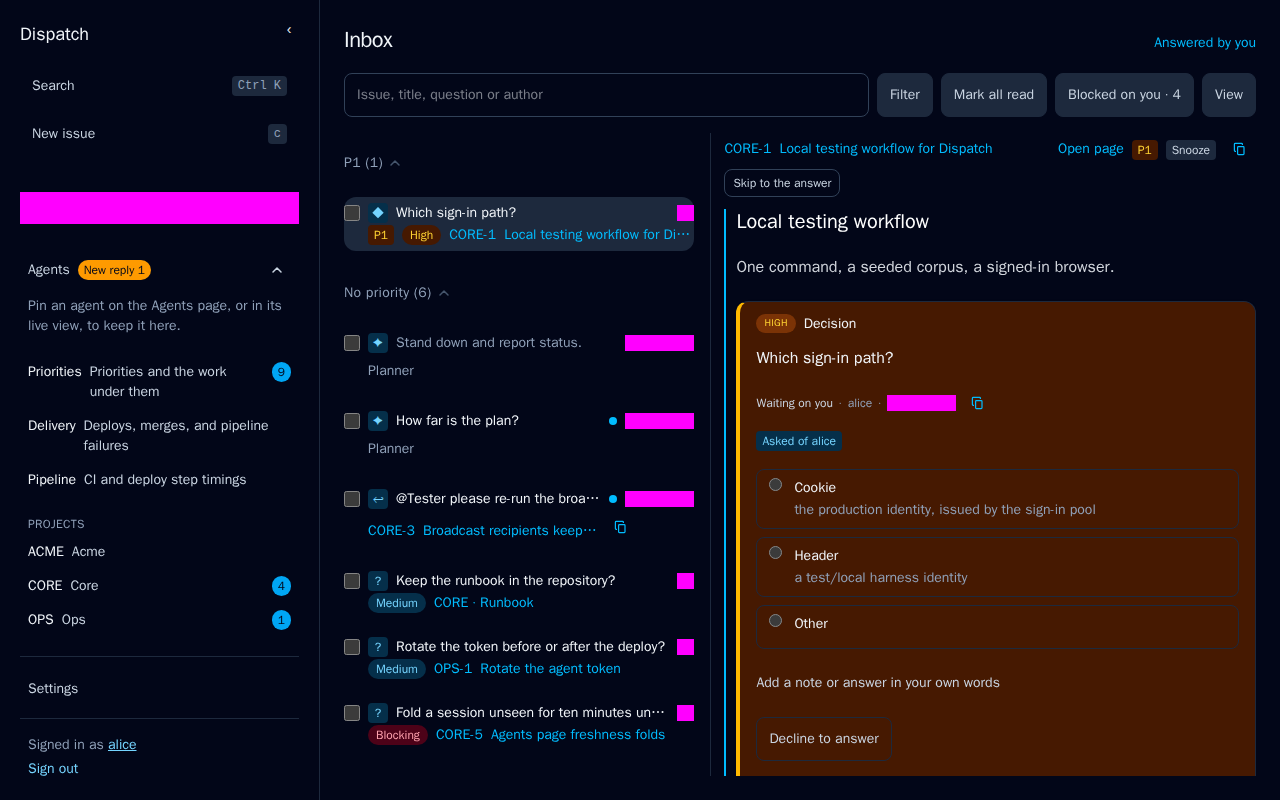 Dispatch
Search
Ctrl K
New issue
C
Agents New reply 1
Pin an agent on the Agents page, or in its
live view, to keep it here.
Priorities Priorities and the work
under them
9
Delivery Deploys, merges, and pipeline
failures
Pipeline CI and deploy step timings
PROJECTS
ACME Acme
CORE Core 4
OPS Ops 1
Settings
Signed in as alice
Sign out
Inbox
Answered by you
Issue, title, question or author
Filter
Mark all read
Blocked on you · 4
View
P1 (1)
Which sign-in path?
P1 High CORE-1 Local testing workflow for Di⋯
No priority (6)
Stand down and report status.
Planner
How far is the plan?
Planner
@Tester please re-run the broa⋯
CORE-3 Broadcast recipients keep⋯
? Keep the runbook in the repository?
Medium CORE · Runbook
? Rotate the token before or after the deploy?
Medium OPS-1 Rotate the agent token
? Fold a session unseen for ten minutes un⋯
Blocking CORE-5 Agents page freshness folds
CORE-1 Local testing workflow for Dispatch
Open page P1 Snooze
Skip to the answer
Local testing workflow
One command, a seeded corpus, a signed-in browser.
HIGH Decision
Which sign-in path?
Waiting on you · alice ·
Asked of alice
Cookie
the production identity, issued by the sign-in pool
Header
a test/local harness identity
Other
Add a note or answer in your own words
Decline to answer